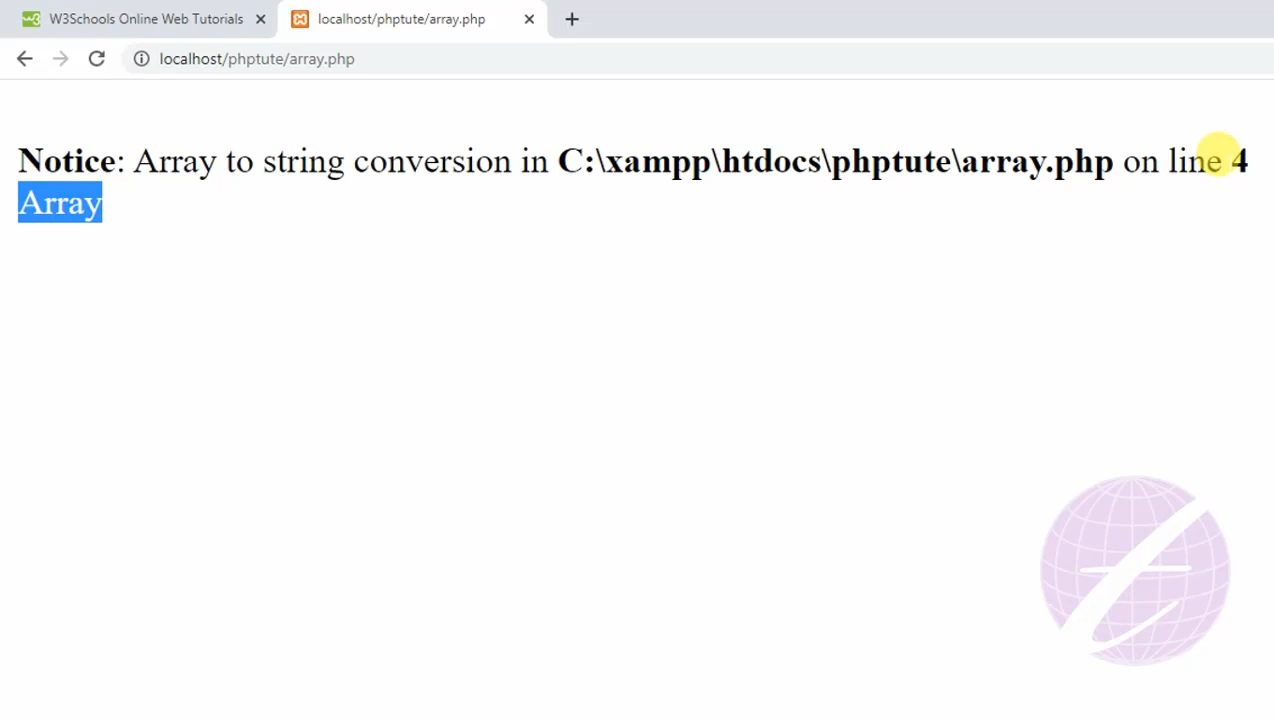 W3Schools Online Web Tutorials
localhost/phptute/array.php
localhost/phptute/array.php
Notice: Array to string conversion in C:\xampp\htdocs\phptute\array.php on line 4
Array